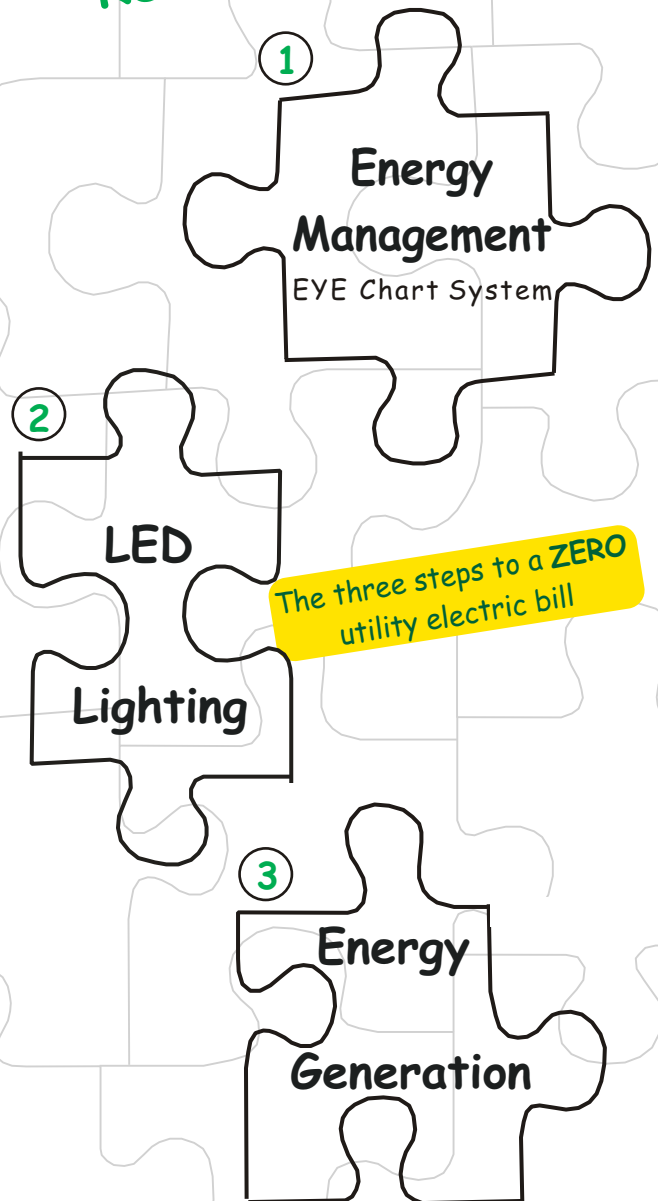 1
Energy
Management
EYE Chart System
2
LED
The three steps to a ZERO
utility electric bill
Lighting
3
Energy
Generation